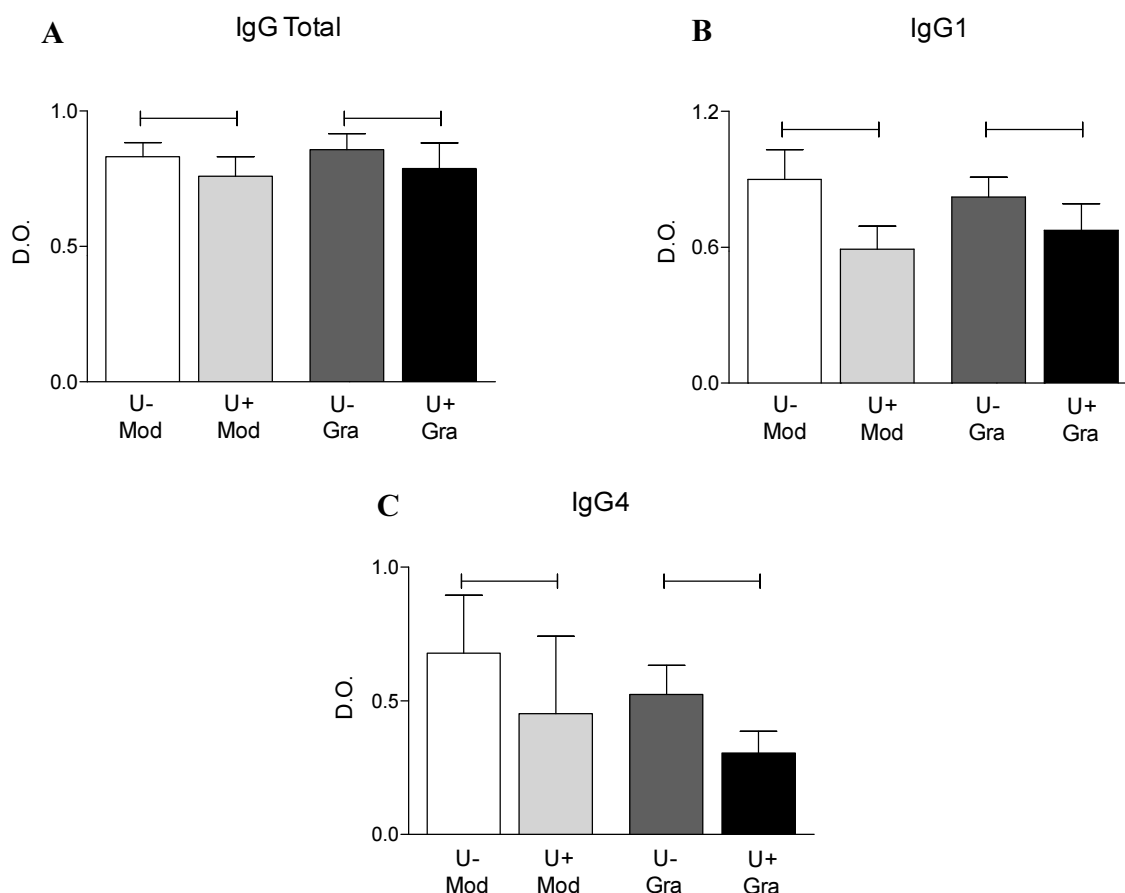 A
IgG Total
1.0
0.5
0.0
D.O.
U- U+ U- U+
Mod Mod Gra Gra
B
IgG1
1.2
0.6
0.0
D.O.
U- U+ U- U+
Mod Mod Gra Gra
C
IgG4
1.0
0.5
0.0
D.O.
U- U+ U- U+
Mod Mod Gra Gra